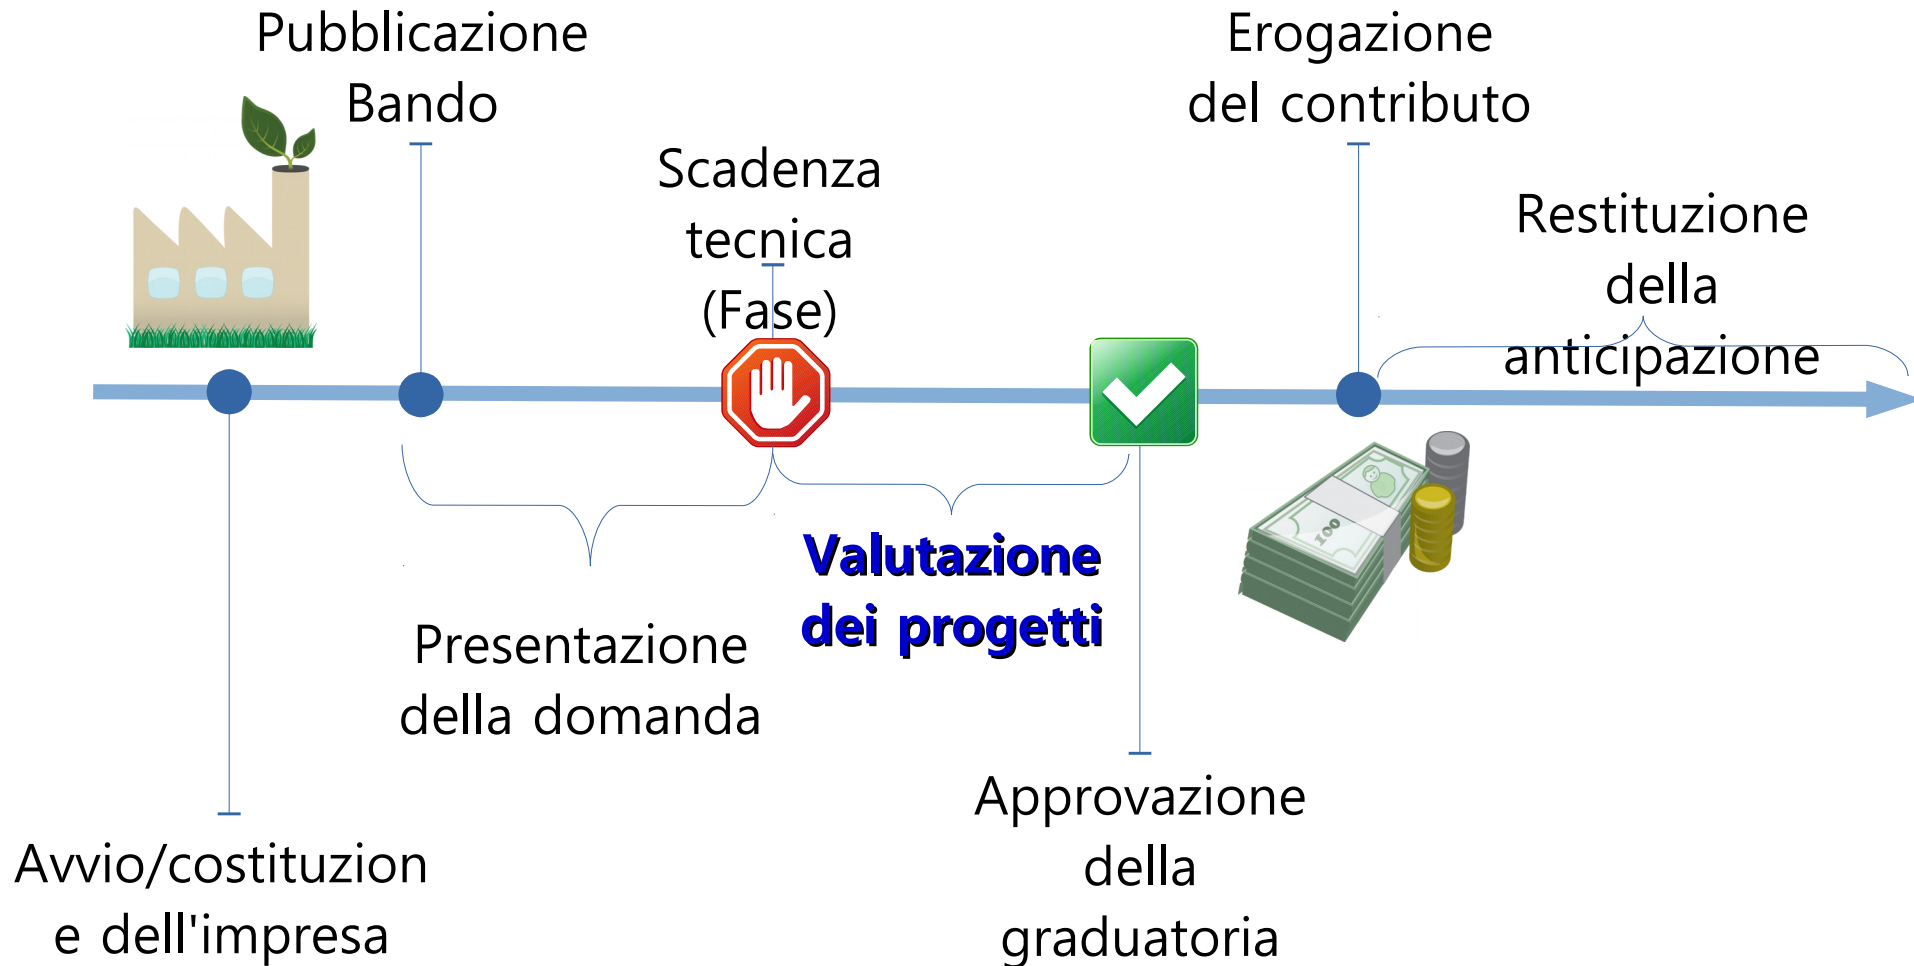 Pubblicazione
Bando
Erogazione
del contributo
Scadenza
tecnica
(Fase)
Restituzione
della
anticipazione
100
Valutazione
dei progetti
Presentazione
della domanda
Approvazione
della
graduatoria
Avvio/costituzion
e dell'impresa